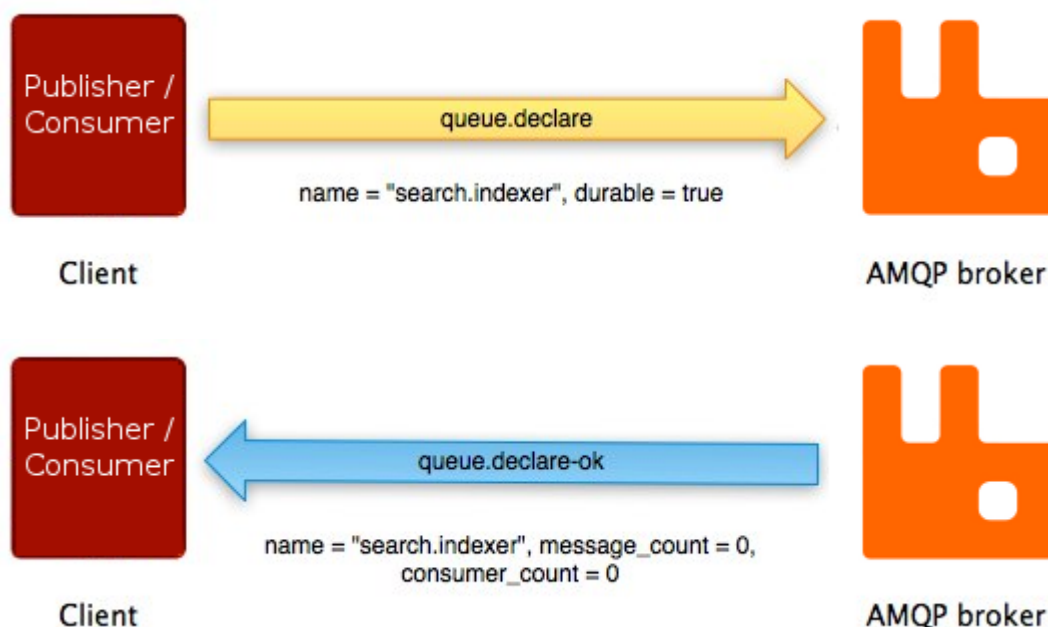 Publisher /
Consumer
queue.declare
name = "search.indexer", durable = true
Client
AMQP broker
Publisher /
Consumer
queue.declare-ok
name = "search.indexer", message_count = 0,
consumer_count = 0
Client
AMQP broker